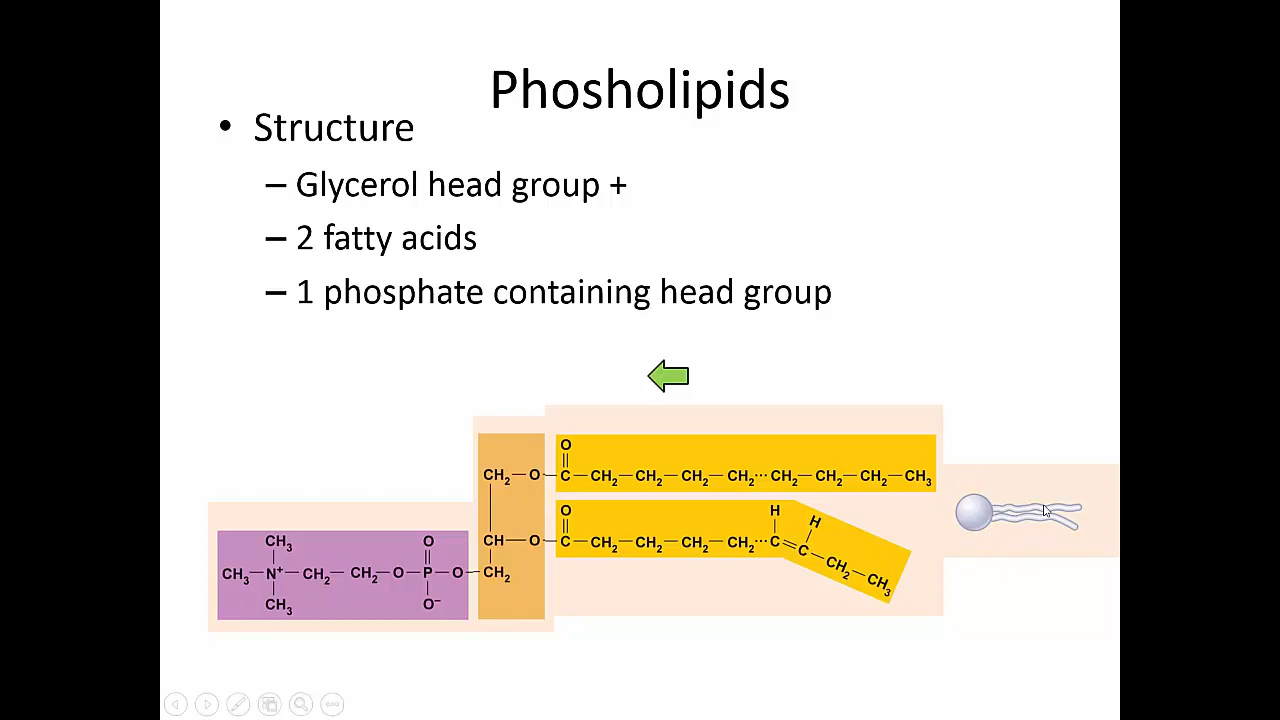 Phosholipids
• Structure
– Glycerol head group +
– 2 fatty acids
– 1 phosphate containing head group
O
CH2 — O — C — CH2 — CH2 — CH2 — CH2 ··· CH2 — CH2 — CH2 — CH3
O H H
CH — O — C — CH2 — CH2 — CH2 — CH2 ··· C = C — CH2 — CH3
CH3 O
CH3 — N+ — CH2 — CH2 — O — P — O — CH2
CH3 O−